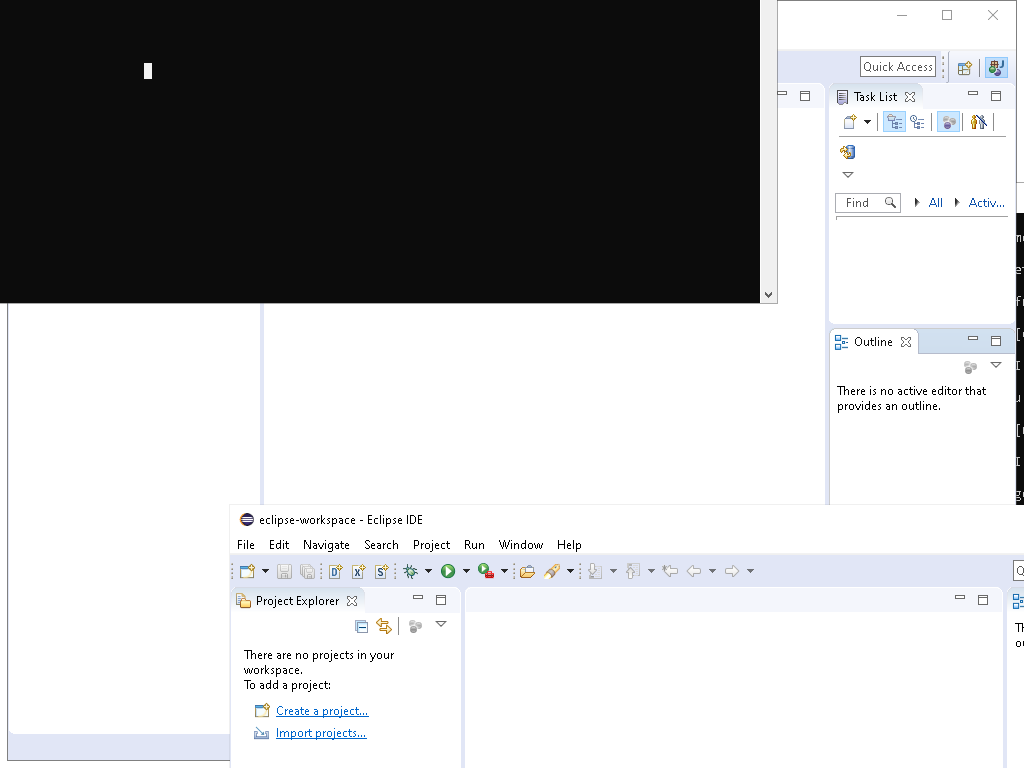 Quick Access
Task List
Find
All
Activ...
Outline
There is no active editor that
provides an outline.
eclipse-workspace - Eclipse IDE
File Edit Navigate Search Project Run Window Help
Project Explorer
There are no projects in your
workspace.
To add a project:
Create a project...
Import projects...